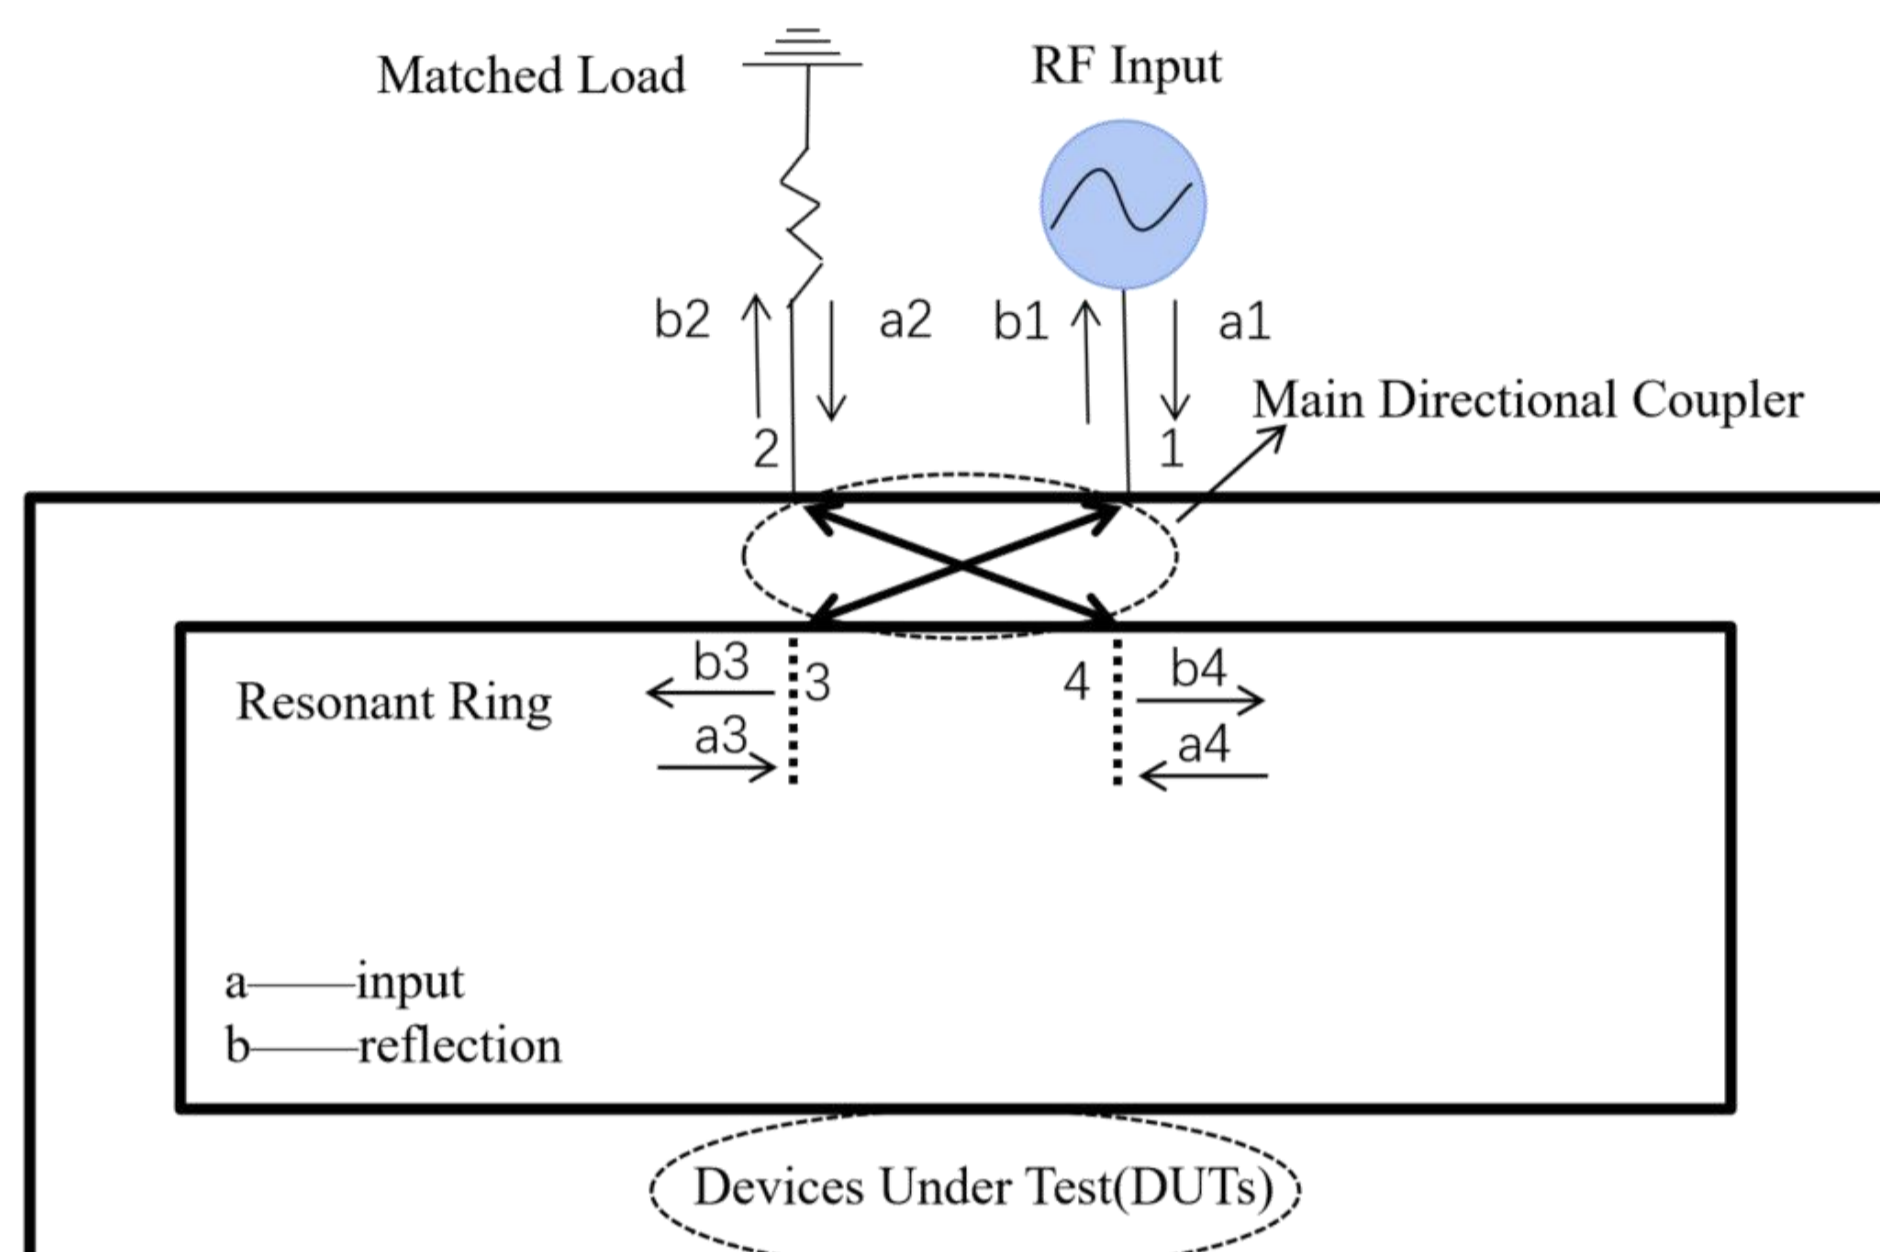 Matched Load
RF Input
b2
a2
b1
a1
Main Directional Coupler
2
1
b3
3
4
b4
Resonant Ring
a3
a4
a——input
b——reflection
Devices Under Test(DUTs)